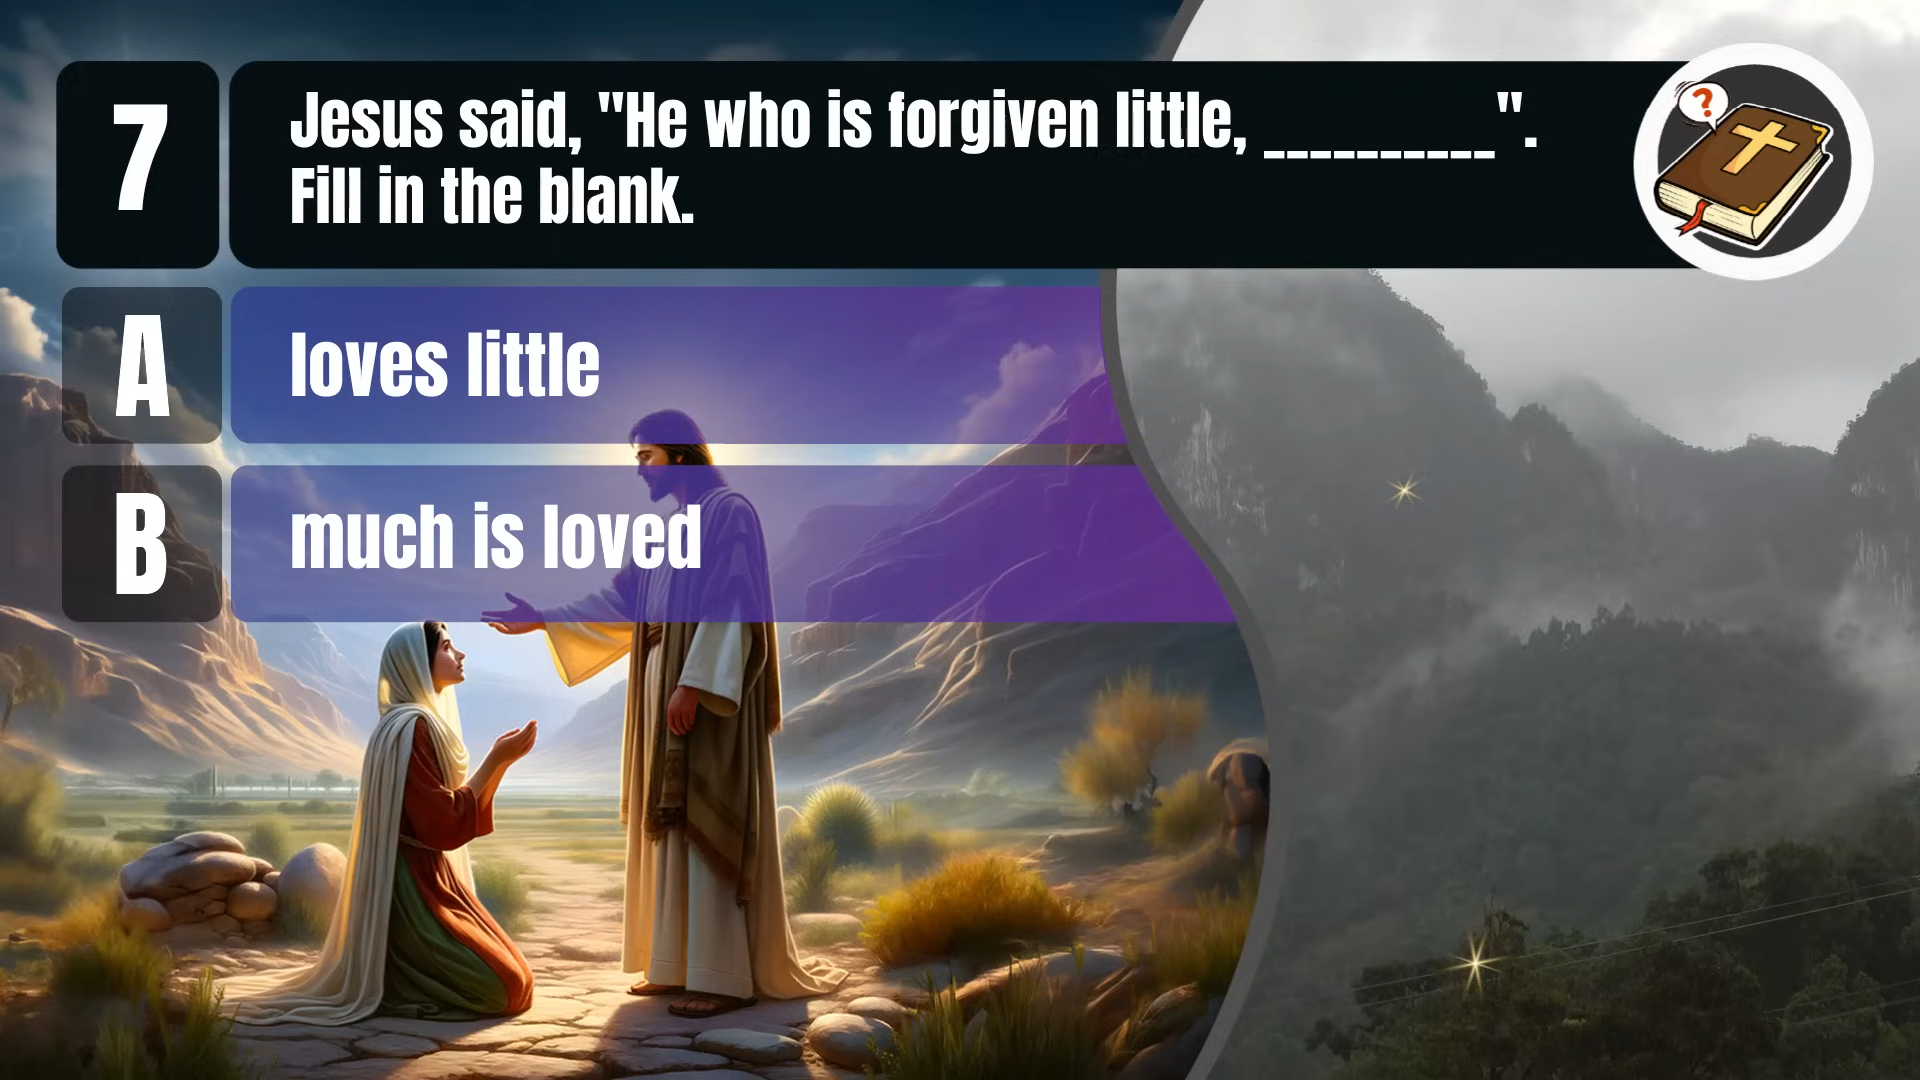 7
Jesus said, "He who is forgiven little, __________".
Fill in the blank.
?
A
loves little
B
much is loved